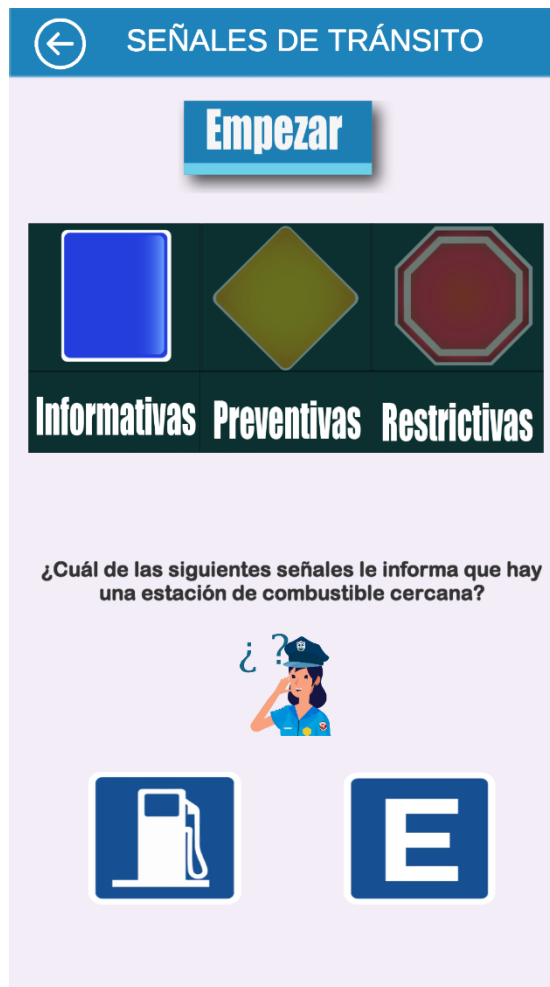 SEÑALES DE TRÁNSITO
Empezar
Informativas Preventivas Restrictivas
¿Cuál de las siguientes señales le informa que hay
una estación de combustible cercana?
¿ ?
E